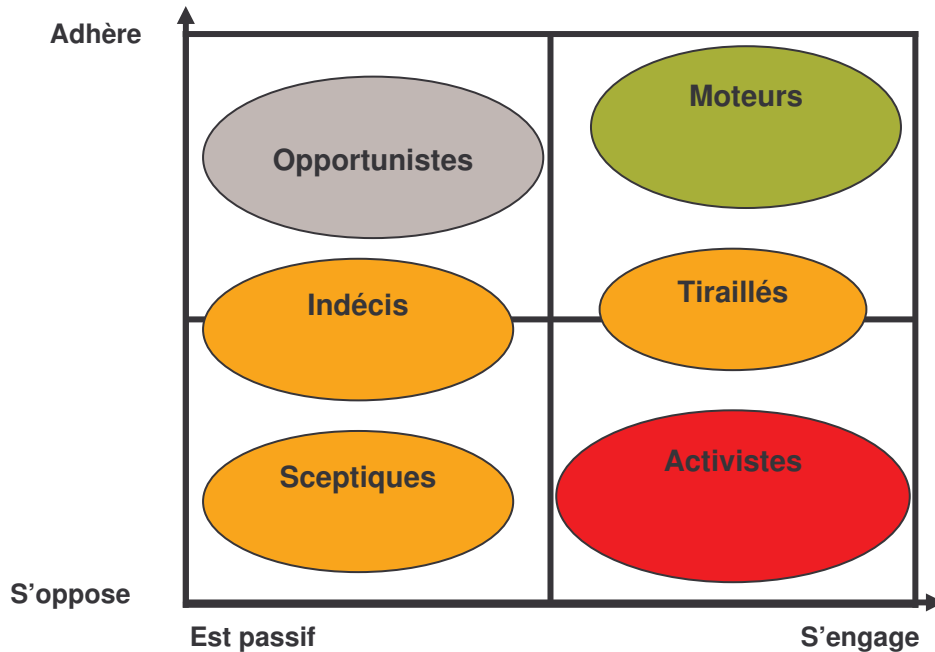 Adhère
Moteurs
Opportunistes
Indécis
Tiraillés
Sceptiques
Activistes
S’oppose
Est passif
S’engage